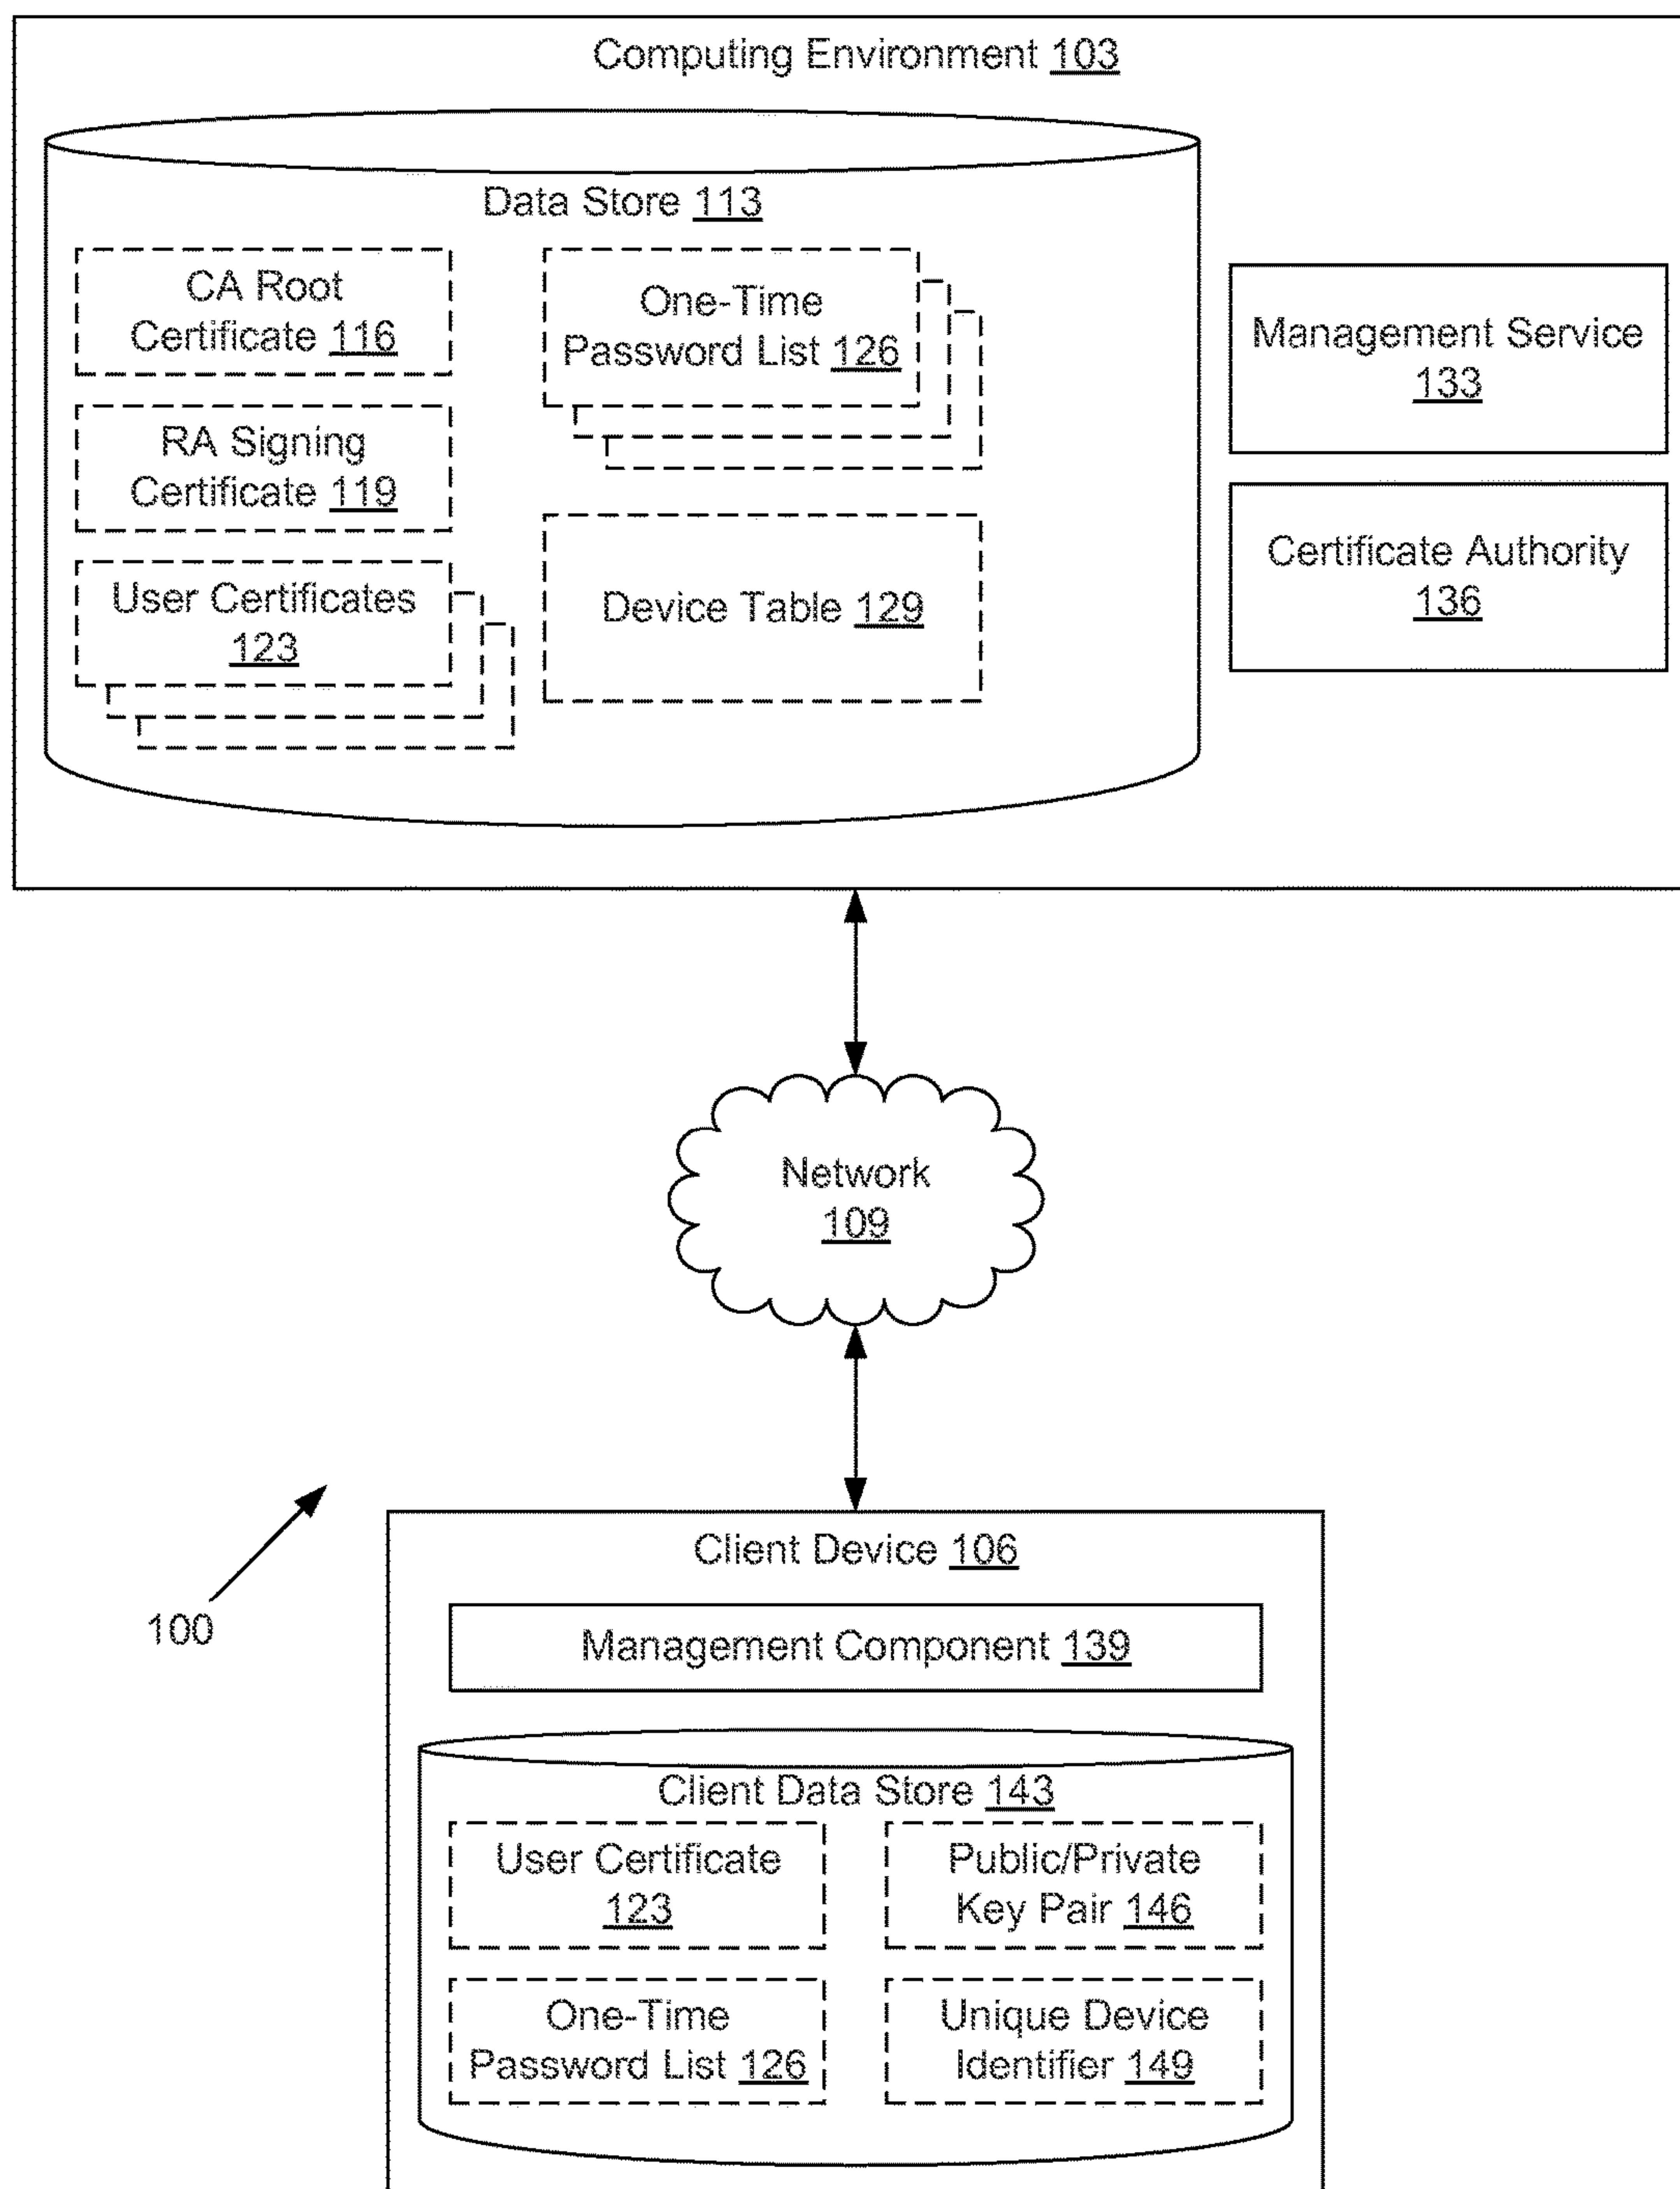 Computing Environment 103
Data Store 113
CA Root
Certificate 116
One-Time
Password List 126
RA Signing
Certificate 119
User Certificates
123
Device Table 129
Management Service
133
Certificate Authority
136
Network
109
100
Client Device 106
Management Component 139
Client Data Store 143
User Certificate
123
Public/Private
Key Pair 146
One-Time
Password List 126
Unique Device
Identifier 149